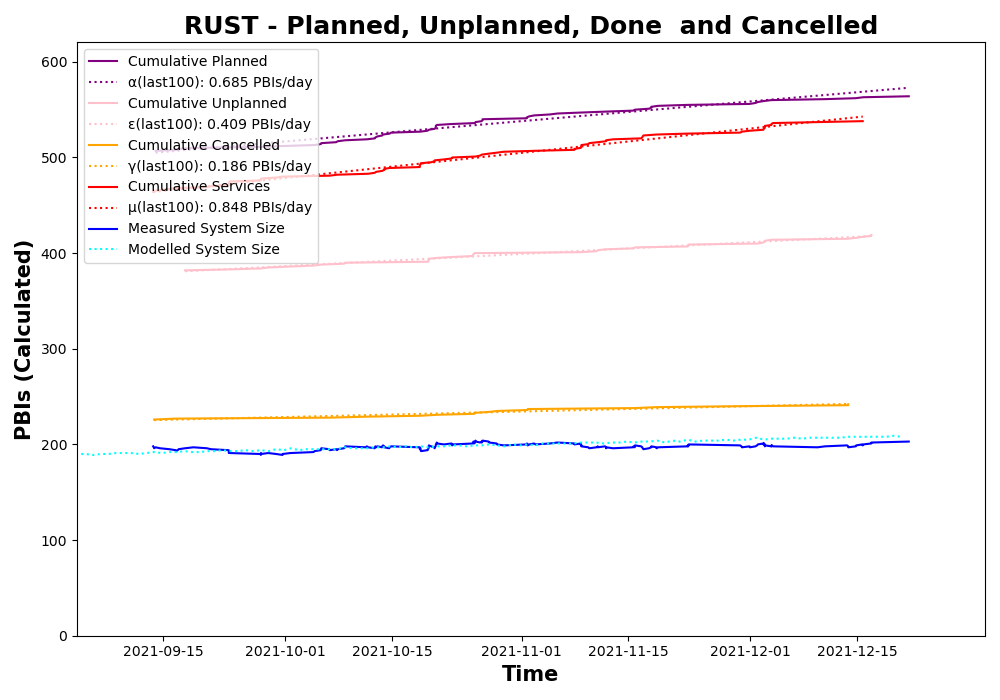 RUST - Planned, Unplanned, Done  and Cancelled
Cumulative Planned
α(last100): 0.685 PBIs/day
Cumulative Unplanned
ε(last100): 0.409 PBIs/day
Cumulative Cancelled
γ(last100): 0.186 PBIs/day
Cumulative Services
μ(last100): 0.848 PBIs/day
Measured System Size
Modelled System Size
PBIs (Calculated)
600
500
400
300
200
100
0
2021-09-15 2021-10-01 2021-10-15 2021-11-01 2021-11-15 2021-12-01 2021-12-15
Time